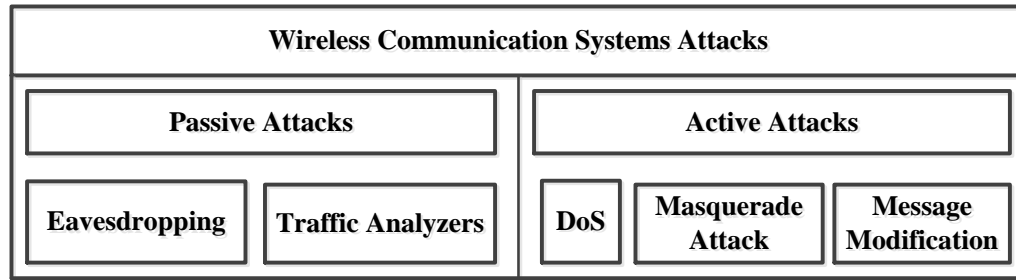 Wireless Communication Systems Attacks
Passive Attacks
Active Attacks
Eavesdropping
Traffic Analyzers
DoS
Masquerade
Attack
Message
Modification